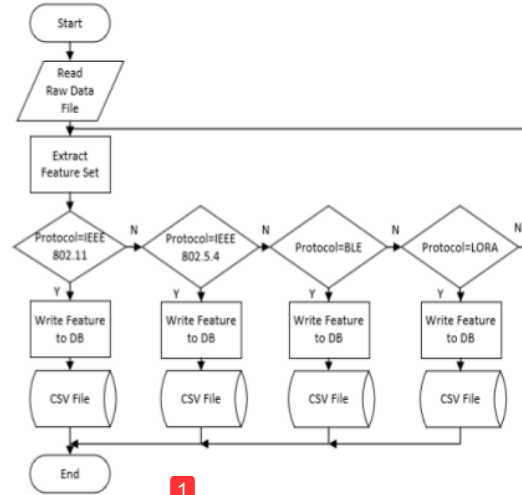 Start
Read
Raw Data
File
Extract
Feature Set
Protocol=IEEE
802.11
N
Protocol=IEEE
802.5.4
N
Protocol=BLE
N
Protocol=LORA
N
Y
Y
Y
Y
Write Feature
to DB
Write Feature
to DB
Write Feature
to DB
Write Feature
to DB
CSV File
CSV File
CSV File
CSV File
End
1